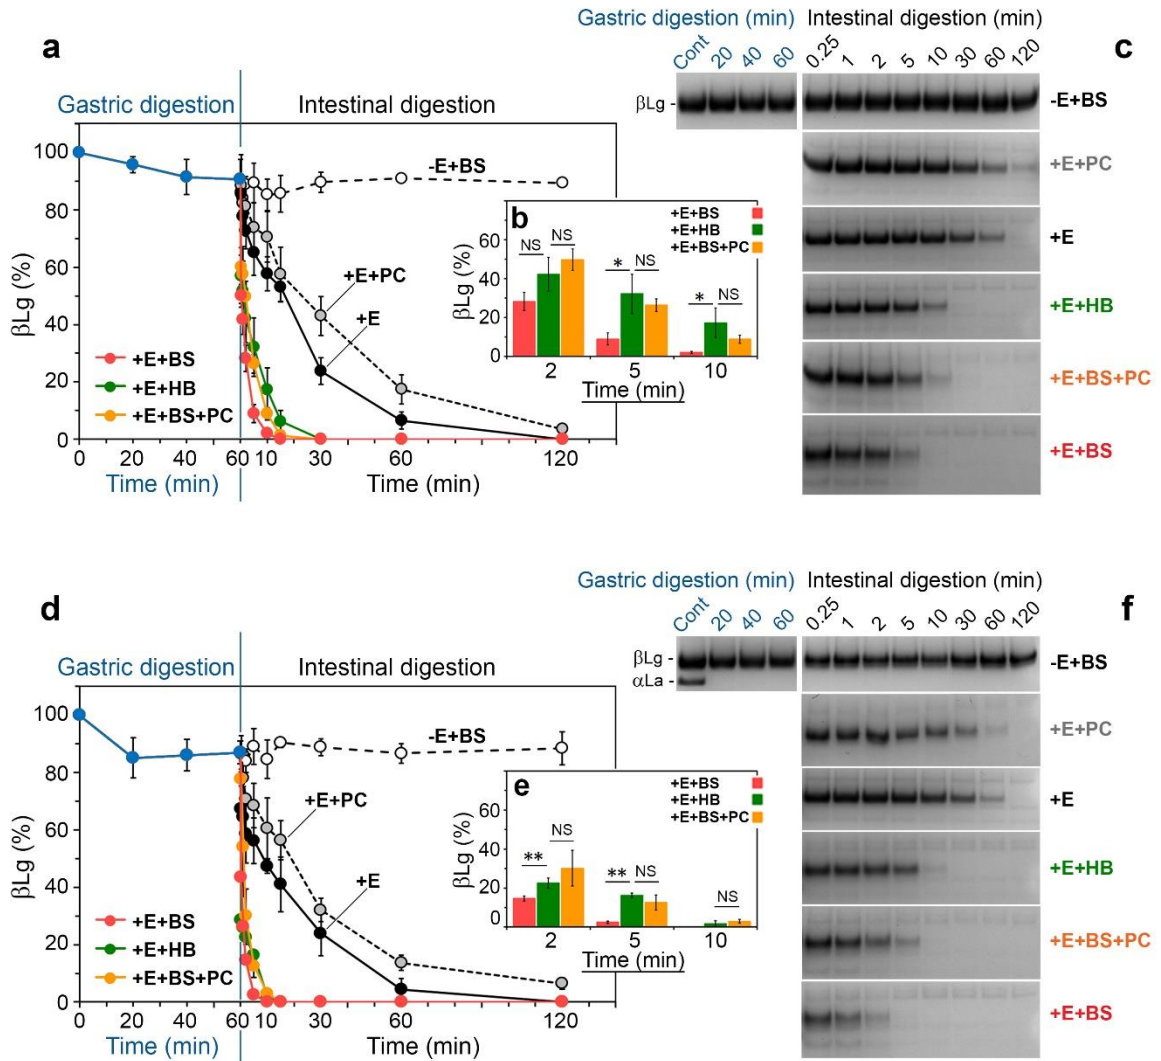 a
Gastric digestion
Intestinal digestion
βLg (%)
100
80
60
40
20
0
-E+BS
+E+PC
+E
+E+BS
+E+HB
+E+BS+PC
0 20 40 60 10 30 60 120
Time (min) Time (min)
b
+E+BS
+E+HB
+E+BS+PC
βLg (%)
60
40
20
0
NS NS * NS * NS
2 5 10
Time (min)
Gastric digestion (min) Intestinal digestion (min)
c
Cont 20 40 60 0.25 1 2 5 10 30 60 120
βLg - -E+BS
+E+PC
+E
+E+HB
+E+BS+PC
+E+BS
d
Gastric digestion
Intestinal digestion
βLg (%)
100
80
60
40
20
0
-E+BS
+E+PC
+E
+E+BS
+E+HB
+E+BS+PC
0 20 40 60 10 30 60 120
Time (min) Time (min)
e
+E+BS
+E+HB
+E+BS+PC
βLg (%)
60
40
20
0
** NS ** NS NS
2 5 10
Time (min)
Gastric digestion (min) Intestinal digestion (min)
f
Cont 20 40 60 0.25 1 2 5 10 30 60 120
βLg - -E+BS
αLa -
+E+PC
+E
+E+HB
+E+BS+PC
+E+BS